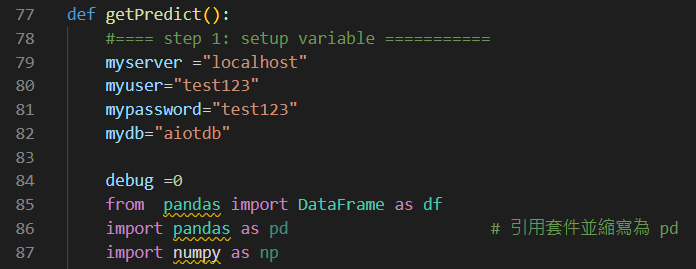 77 def getPredict():
78 #==== step 1: setup variable ===========
79 myserver ="localhost"
80 myuser="test123"
81 mypassword="test123"
82 mydb="aiotdb"
83
84 debug =0
85 from  pandas import DataFrame as df
86 import pandas as pd # 引用套件並縮寫為 pd
87 import numpy as np